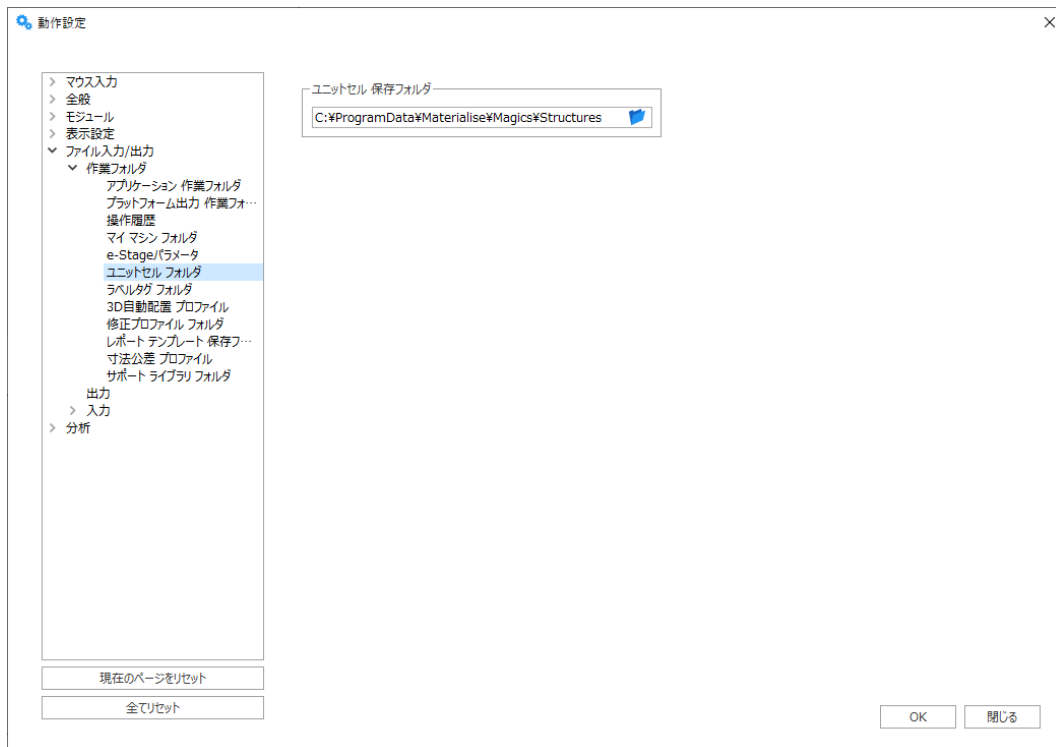 動作設定
マウス入力
全般
モジュール
表示設定
ファイル入力/出力
作業フォルダ
アプリケーション 作業フォルダ
プラットフォーム出力 作業フォ…
操作履歴
マイ マシン フォルダ
e-Stageパラメータ
ユニットセル フォルダ
ラベルタグ フォルダ
3D自動配置 プロファイル
修正プロファイル フォルダ
レポート テンプレート 保存フ…
寸法公差 プロファイル
サポート ライブラリ フォルダ
出力
入力
分析
現在のページをリセット
全てリセット
ユニットセル 保存フォルダ
C:¥ProgramData¥Materialise¥Magics¥Structures
OK
閉じる